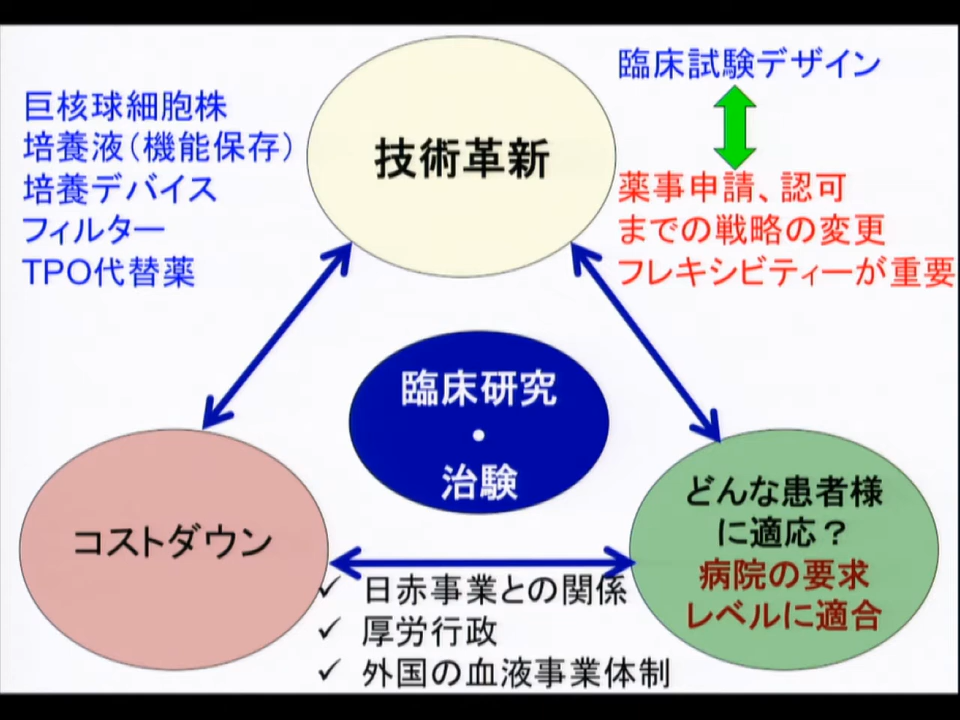 臨床試験デザイン
巨核球細胞株
培養液（機能保存）
培養デバイス
フィルター
TPO代替薬
技術革新
薬事申請、認可
までの戦略の変更
フレキシビティーが重要
臨床研究
・
治験
コストダウン
どんな患者様
に適応？
病院の要求
レベルに適合
✓ 日赤事業との関係
✓ 厚労行政
✓ 外国の血液事業体制